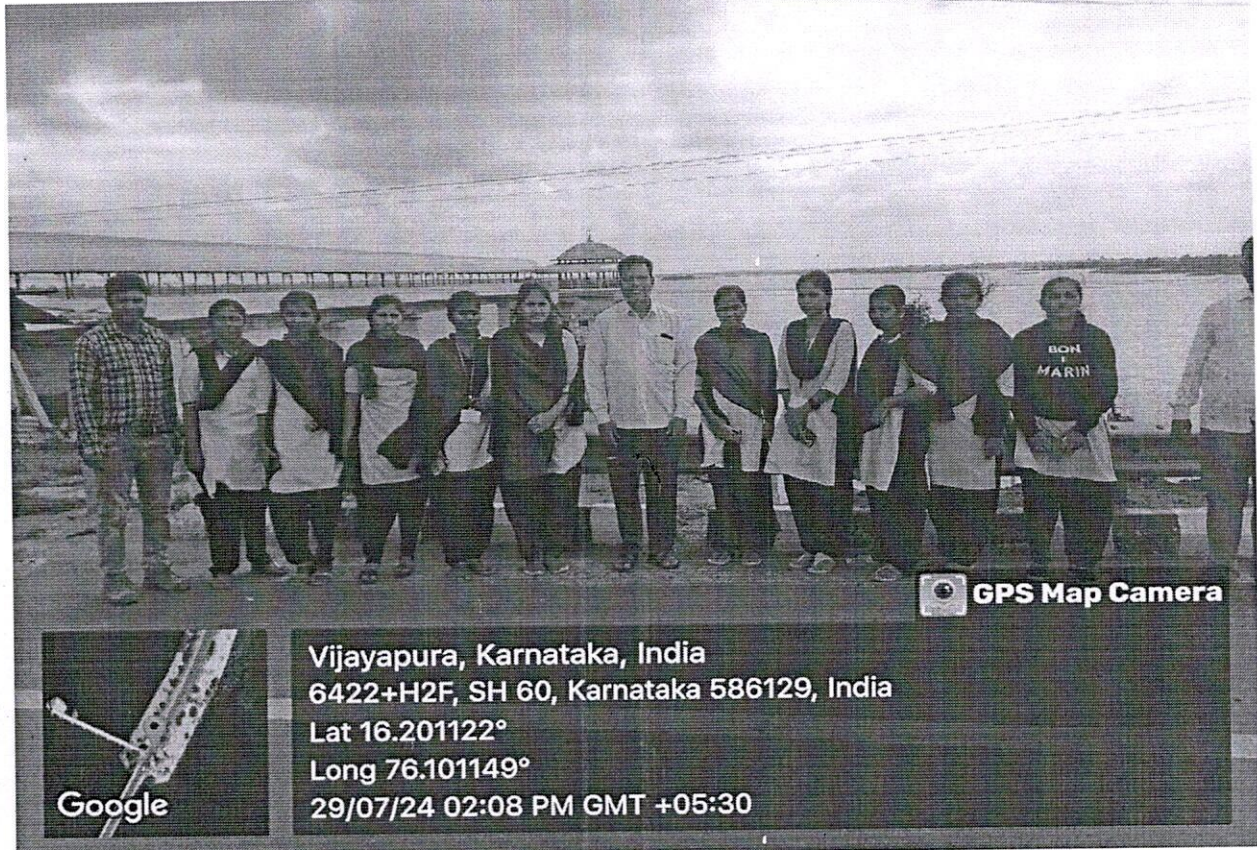 BON
MARIN
GPS Map Camera
Vijayapura, Karnataka, India
6422+H2F, SH 60, Karnataka 586129, India
Lat 16.201122°
Long 76.101149°
29/07/24 02:08 PM GMT +05:30
Google